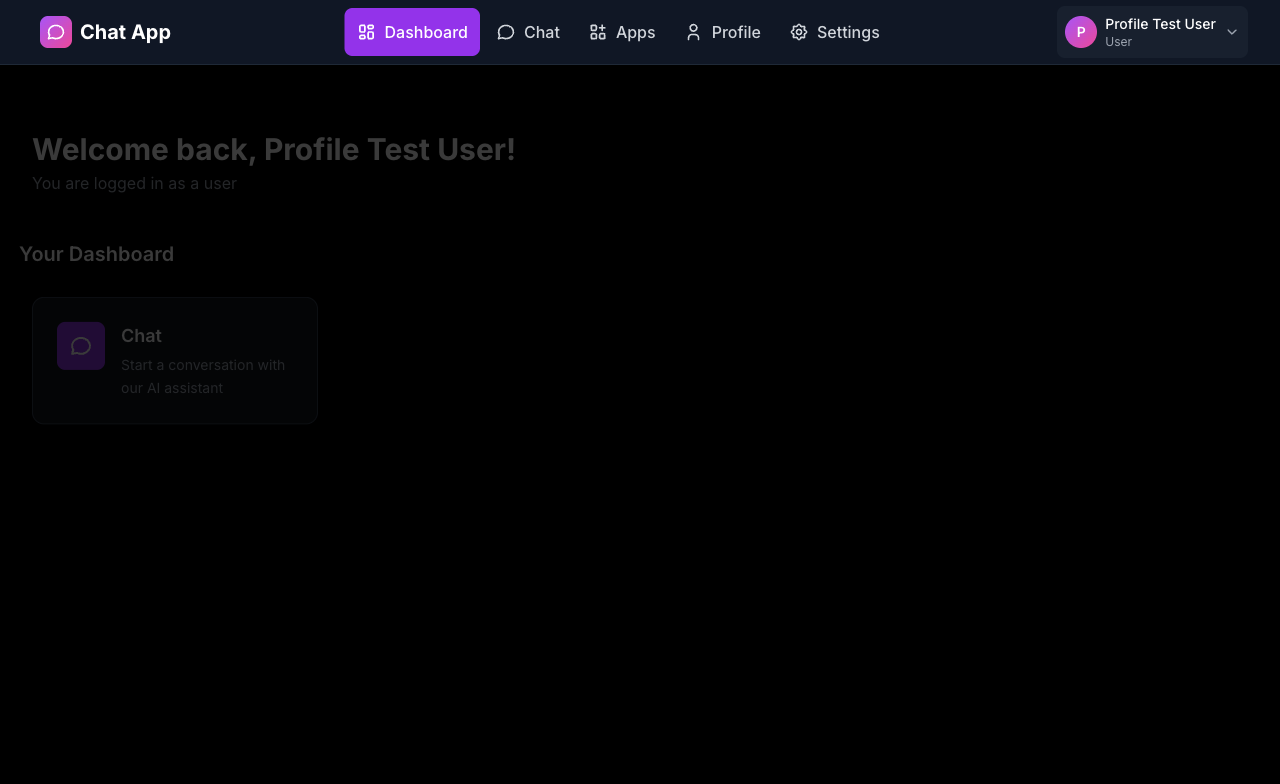 Chat App
Dashboard
Chat
Apps
Profile
Settings
P
Profile Test User
User
Welcome back, Profile Test User!
You are logged in as a user
Your Dashboard
Chat
Start a conversation with
our AI assistant